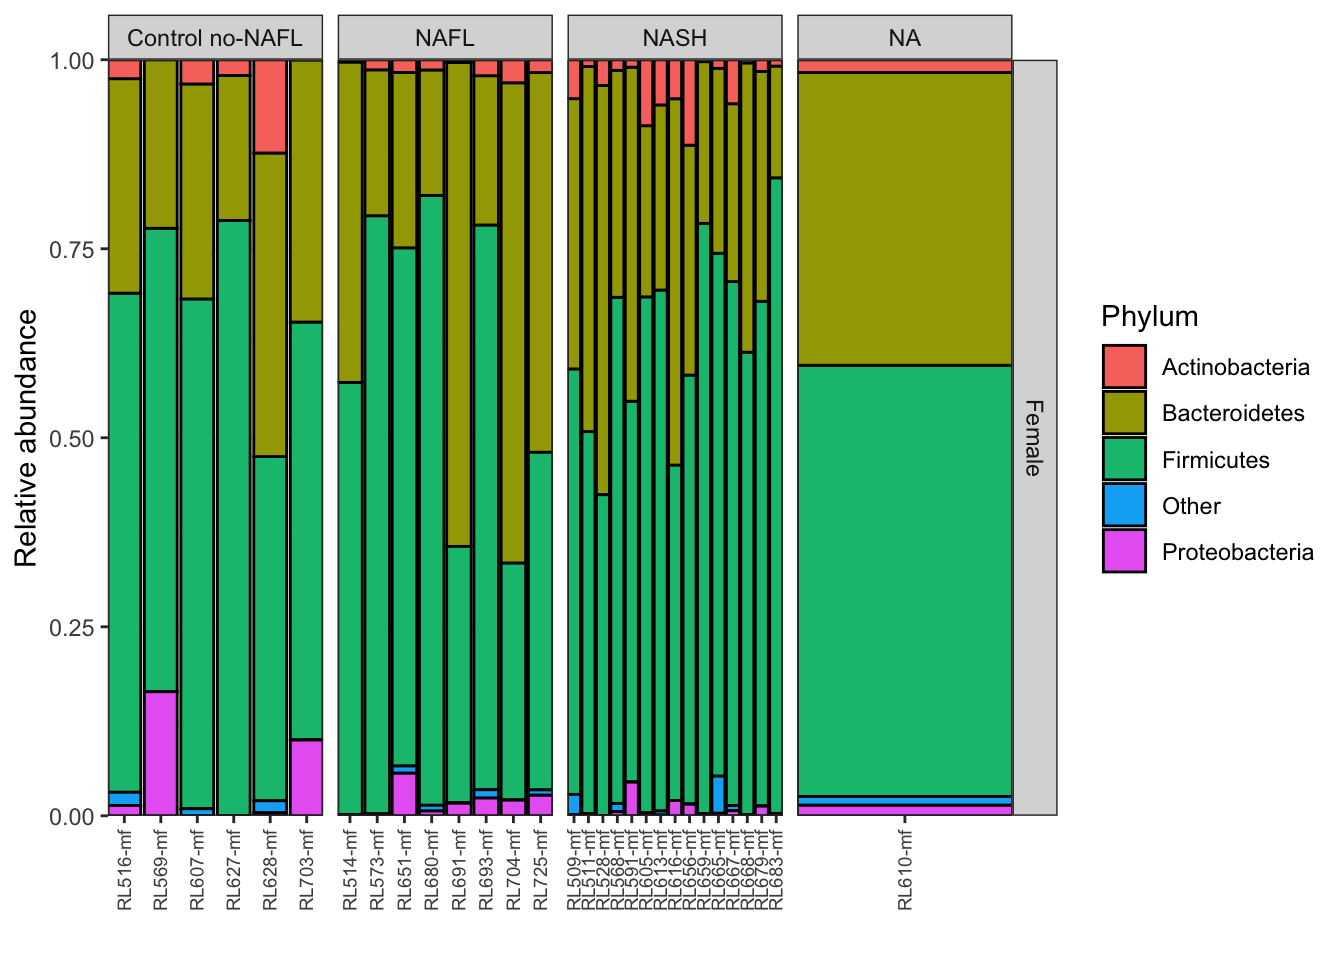 Control no-NAFL
NAFL
NASH
NA
Female
Relative abundance
1.00
0.75
0.50
0.25
0.00
RL516-mf
RL569-mf
RL607-mf
RL627-mf
RL628-mf
RL703-mf
RL514-mf
RL573-mf
RL651-mf
RL680-mf
RL691-mf
RL693-mf
RL704-mf
RL725-mf
RL509-mf
RL511-mf
RL528-mf
RL568-mf
RL591-mf
RL605-mf
RL613-mf
RL616-mf
RL656-mf
RL659-mf
RL665-mf
RL667-mf
RL668-mf
RL679-mf
RL683-mf
RL610-mf
Phylum
Actinobacteria
Bacteroidetes
Firmicutes
Other
Proteobacteria